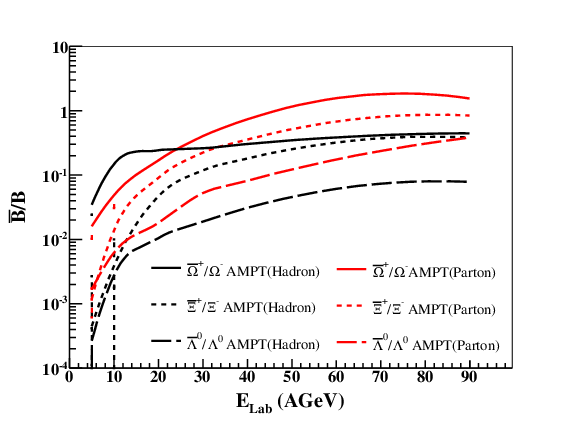 10
1
10⁻¹
10⁻²
10⁻³
10⁻⁴
B̅/B
Ω̅⁺/Ω⁻ AMPT(Hadron)
Ω̅⁺/Ω⁻ AMPT(Parton)
Ξ̅⁺/Ξ⁻ AMPT(Hadron)
Ξ̅⁺/Ξ⁻ AMPT(Parton)
Λ̅⁰/Λ⁰ AMPT(Hadron)
Λ̅⁰/Λ⁰ AMPT(Parton)
0 10 20 30 40 50 60 70 80 90
E_Lab (AGeV)